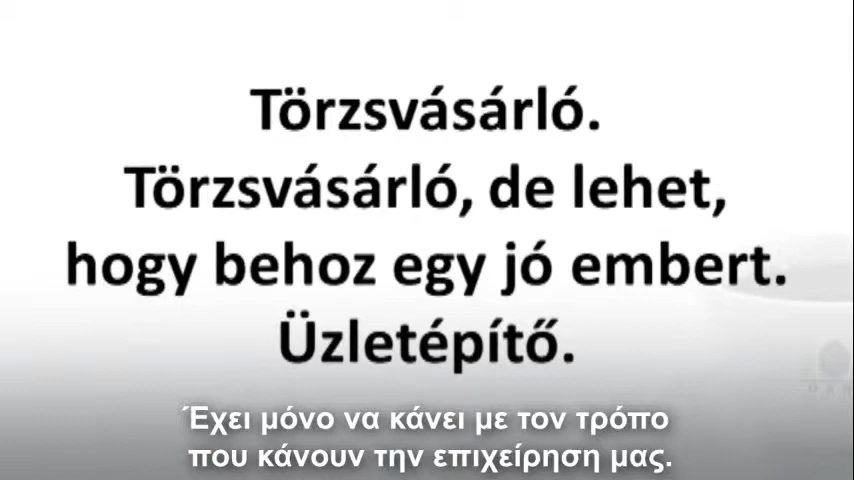 Törzsvásárló.
Törzsvásárló, de lehet,
hogy behoz egy jó embert.
Üzletépítő.
Έχει μόνο να κάνει με τον τρόπο
που κάνουν την επιχείρηση μας.